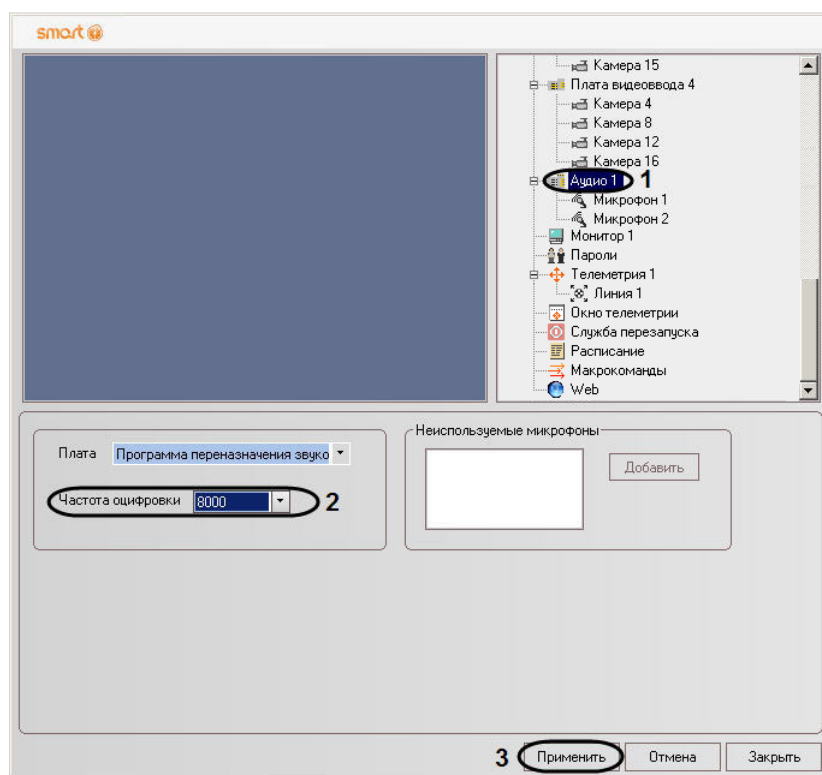 smart
Камера 15
Плата видеоввода 4
Камера 4
Камера 8
Камера 12
Камера 16
Аудио 1 1
Микрофон 1
Микрофон 2
Монитор 1
Пароли
Телеметрия 1
Линия 1
Окно телеметрии
Служба перезапуска
Расписание
Макрокоманды
Web
Плата Программа переназначения звуко
Частота оцифровки 8000 2
Неиспользуемые микрофоны
Добавить
3 Применить Отмена Закрыть